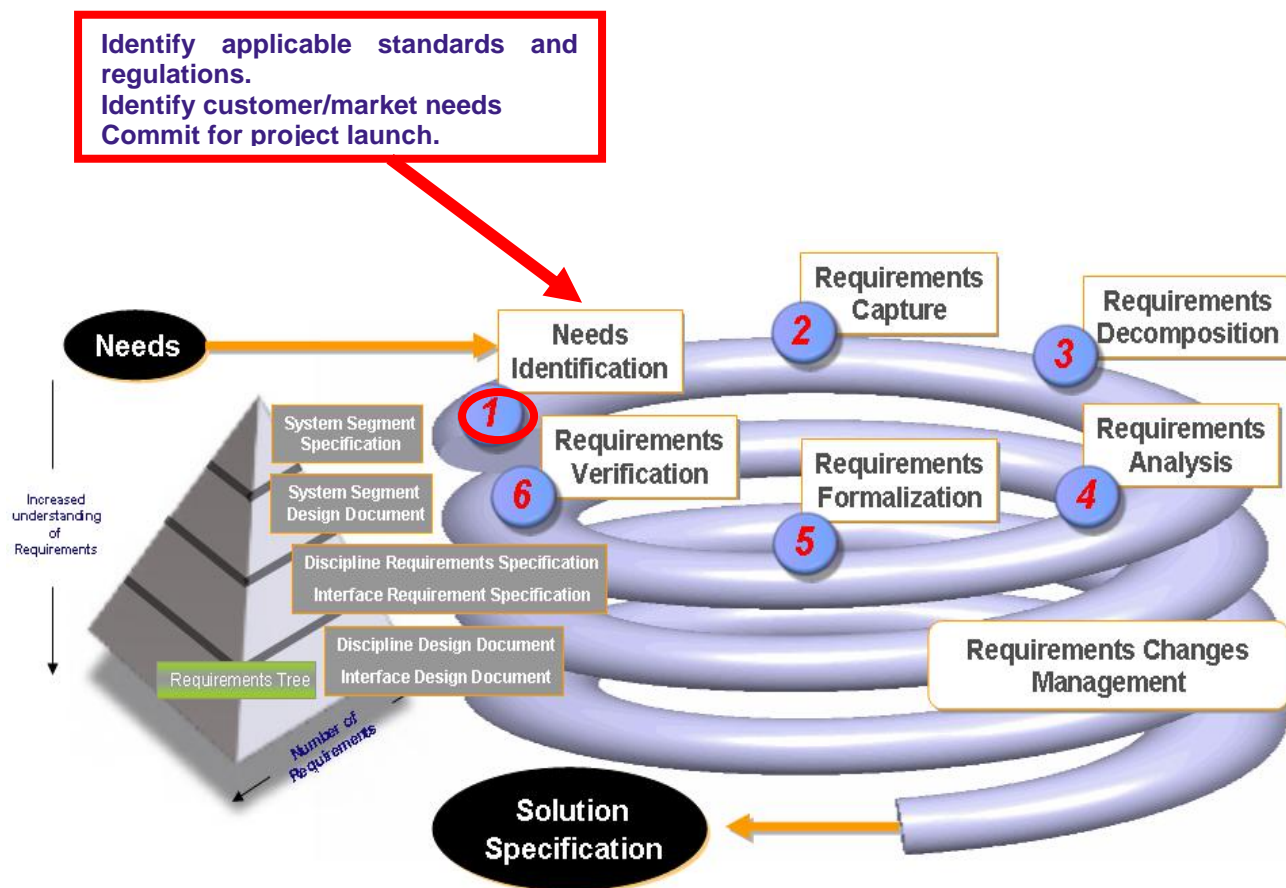 Identify applicable standards and
regulations.
Identify customer/market needs
Commit for project launch.
Needs
Needs
Identification
1
Requirements
Capture
2
Requirements
Decomposition
3
Requirements
Analysis
4
Requirements
Formalization
5
Requirements
Verification
6
System Segment
Specification
System Segment
Design Document
Discipline Requirements Specification
Interface Requirement Specification
Discipline Design Document
Interface Design Document
Increased
understanding
of
Requirements
Requirements Tree
Number of
Requirements
Requirements Changes
Management
Solution
Specification